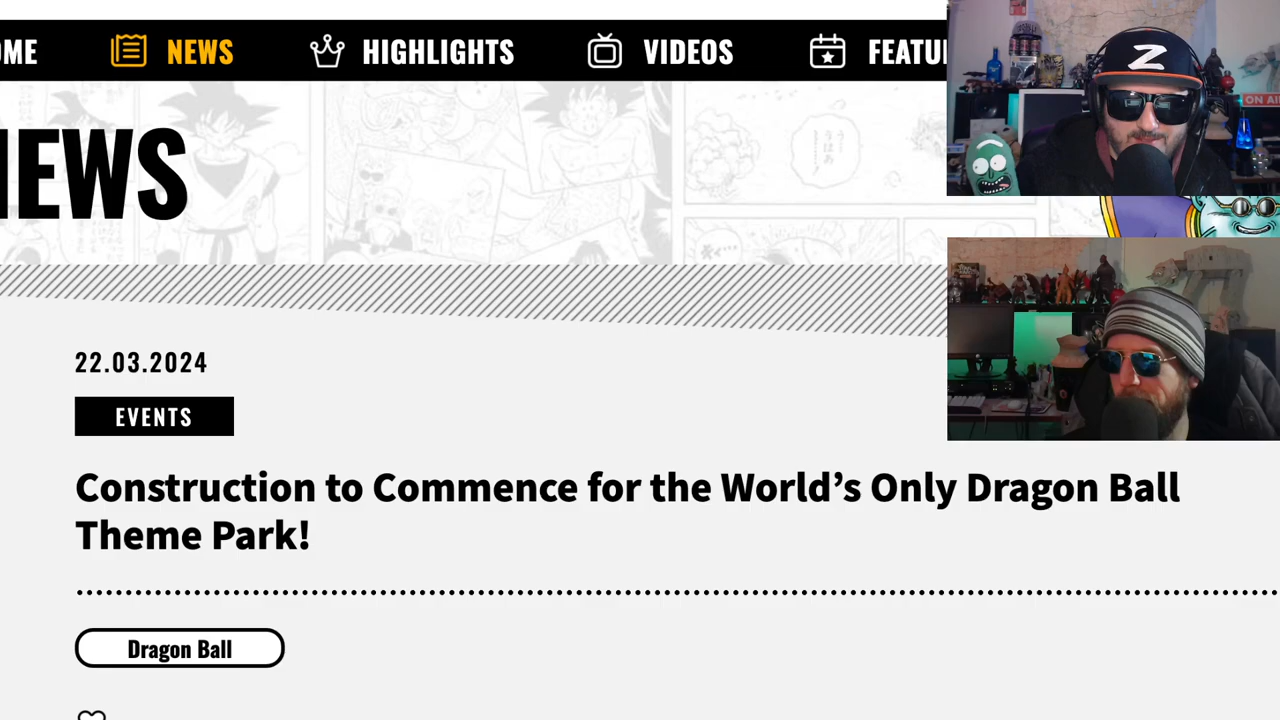 OME
NEWS
HIGHLIGHTS
VIDEOS
FEATU
Z
ON AI
NEWS
22.03.2024
EVENTS
Construction to Commence for the World’s Only Dragon Ball
Theme Park!
Dragon Ball